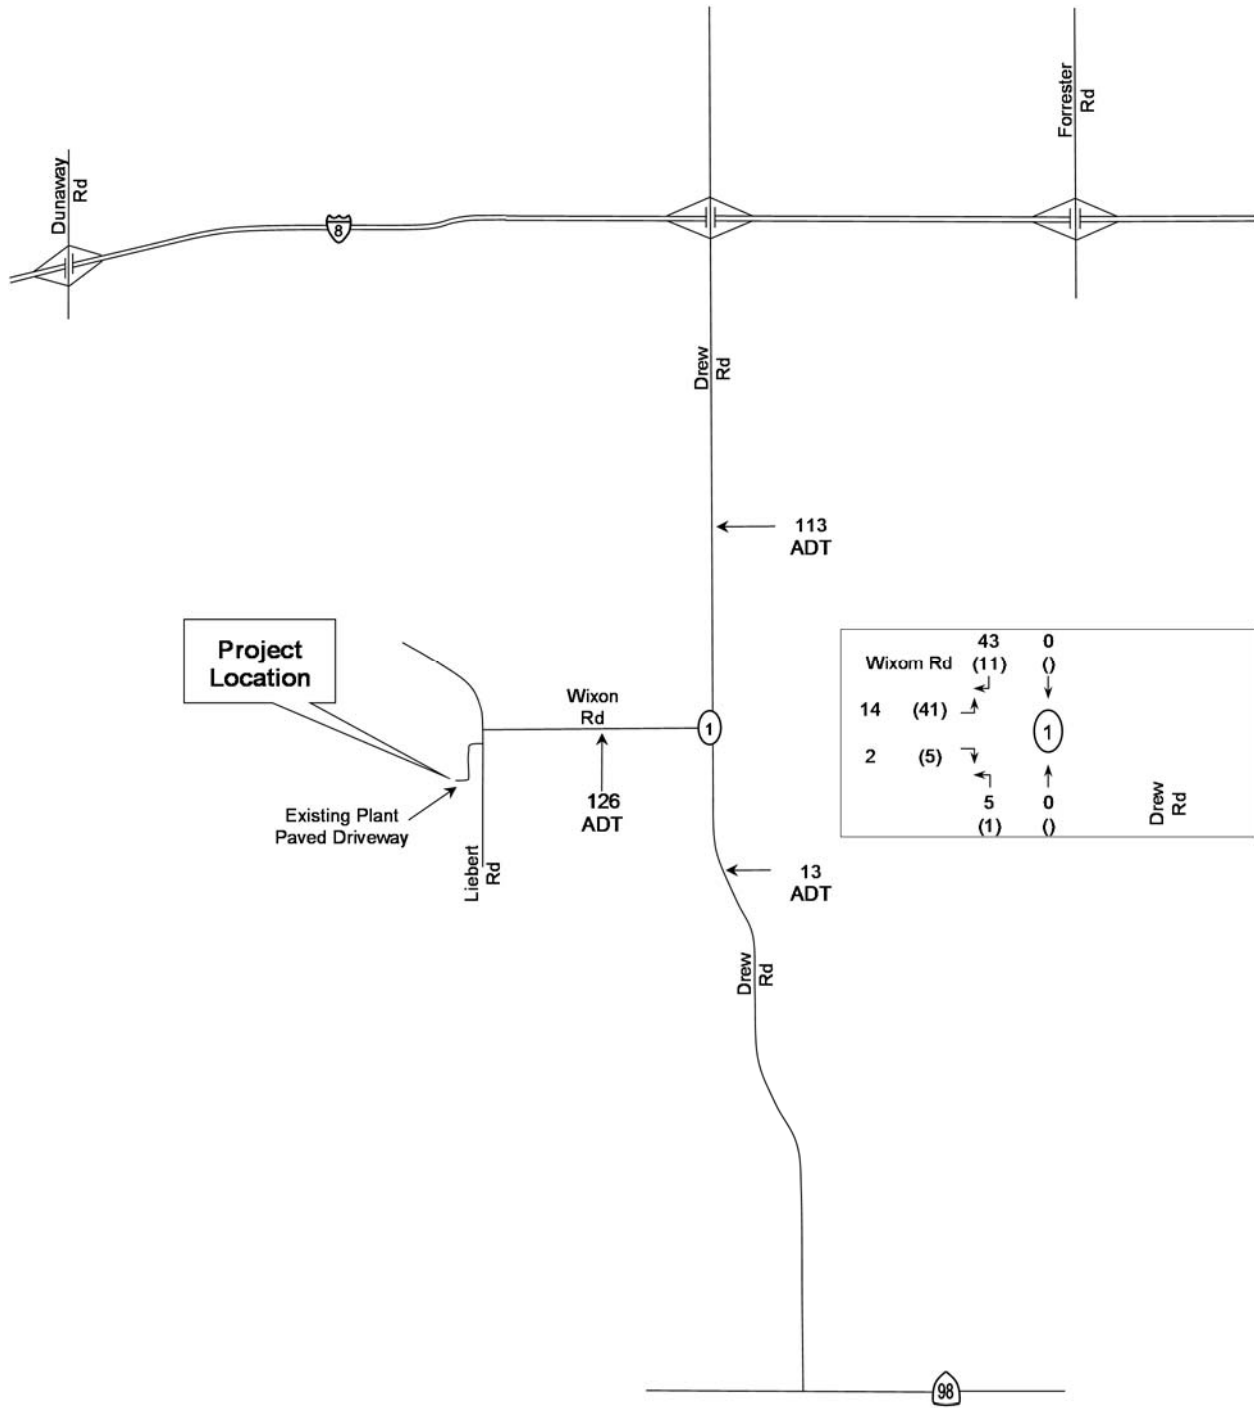 Forrester
Rd
Dunaway
Rd
8
Drew
Rd
113
ADT
Project
Location
Wixon
Rd
1
126
ADT
Existing Plant
Paved Driveway
Liebert
Rd
13
ADT
Drew
Rd
98
43 0
Wixom Rd (11) ()
14 (41)
1
2 (5)
5 0
(1) ()
Drew
Rd